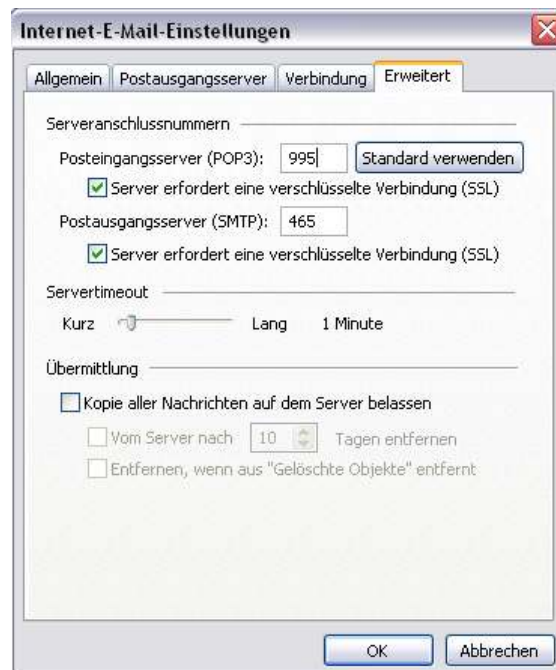 Internet-E-Mail-Einstellungen
Allgemein Postausgangsserver Verbindung Erweitert
Serveranschlussnummern
Posteingangsserver (POP3): 995 Standard verwenden
Server erfordert eine verschlüsselte Verbindung (SSL)
Postausgangsserver (SMTP): 465
Server erfordert eine verschlüsselte Verbindung (SSL)
Servertimeout
Kurz Lang 1 Minute
Übermittlung
Kopie aller Nachrichten auf dem Server belassen
Vom Server nach 10 Tagen entfernen
Entfernen, wenn aus "Gelöschte Objekte" entfernt
OK Abbrechen